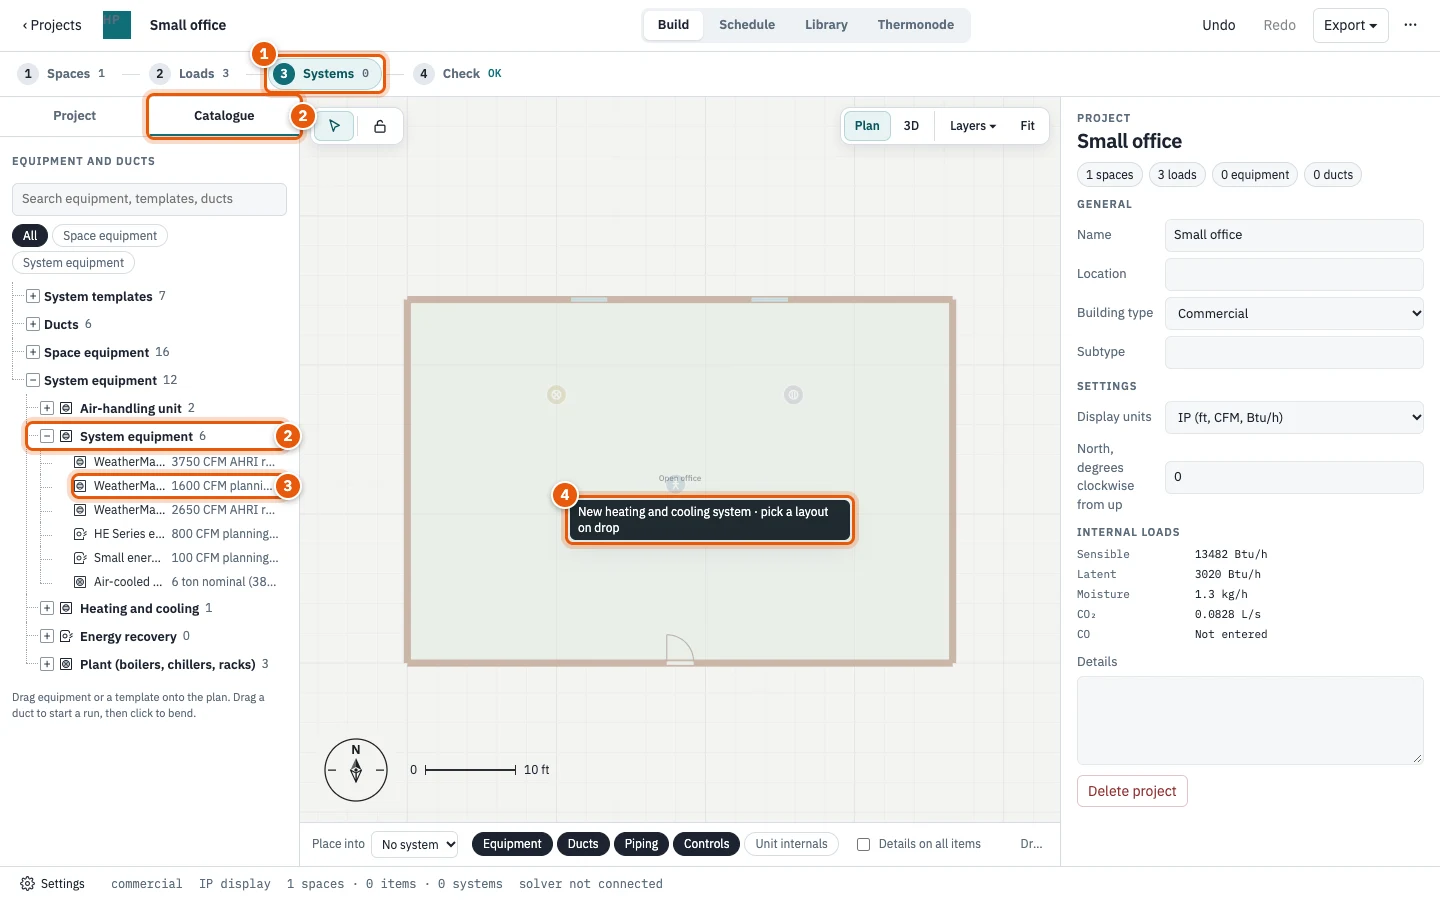 ‹ Projects
HP
Small office
Build
Schedule
Library
Thermonode
Undo
Redo
Export
1
1 Spaces 1
2 Loads 3
3 Systems 0
4 Check OK
Project
Catalogue
2
Plan
3D
Layers
Fit
EQUIPMENT AND DUCTS
Search equipment, templates, ducts
All
Space equipment
System equipment
System templates 7
Ducts 6
Space equipment 16
System equipment 12
Air-handling unit 2
System equipment 6
2
WeatherMa... 3750 CFM AHRI r...
WeatherMa... 1600 CFM planni...
3
WeatherMa... 2650 CFM AHRI r...
HE Series e... 800 CFM planning...
Small ener... 100 CFM planning...
Air-cooled ... 6 ton nominal (38...
Heating and cooling 1
Energy recovery 0
Plant (boilers, chillers, racks) 3
Drag equipment or a template onto the plan. Drag a
duct to start a run, then click to bend.
Open office
4
New heating and cooling system · pick a layout
on drop
N
0
10 ft
Place into
No system
Equipment
Ducts
Piping
Controls
Unit internals
Details on all items
Dr...
PROJECT
Small office
1 spaces
3 loads
0 equipment
0 ducts
GENERAL
Name Small office
Location
Building type Commercial
Subtype
SETTINGS
Display units IP (ft, CFM, Btu/h)
North,
degrees
clockwise
from up
0
INTERNAL LOADS
Sensible 13482 Btu/h
Latent 3020 Btu/h
Moisture 1.3 kg/h
CO₂ 0.0828 L/s
CO Not entered
Details
Delete project
Settings
commercial
IP display
1 spaces · 0 items · 0 systems
solver not connected